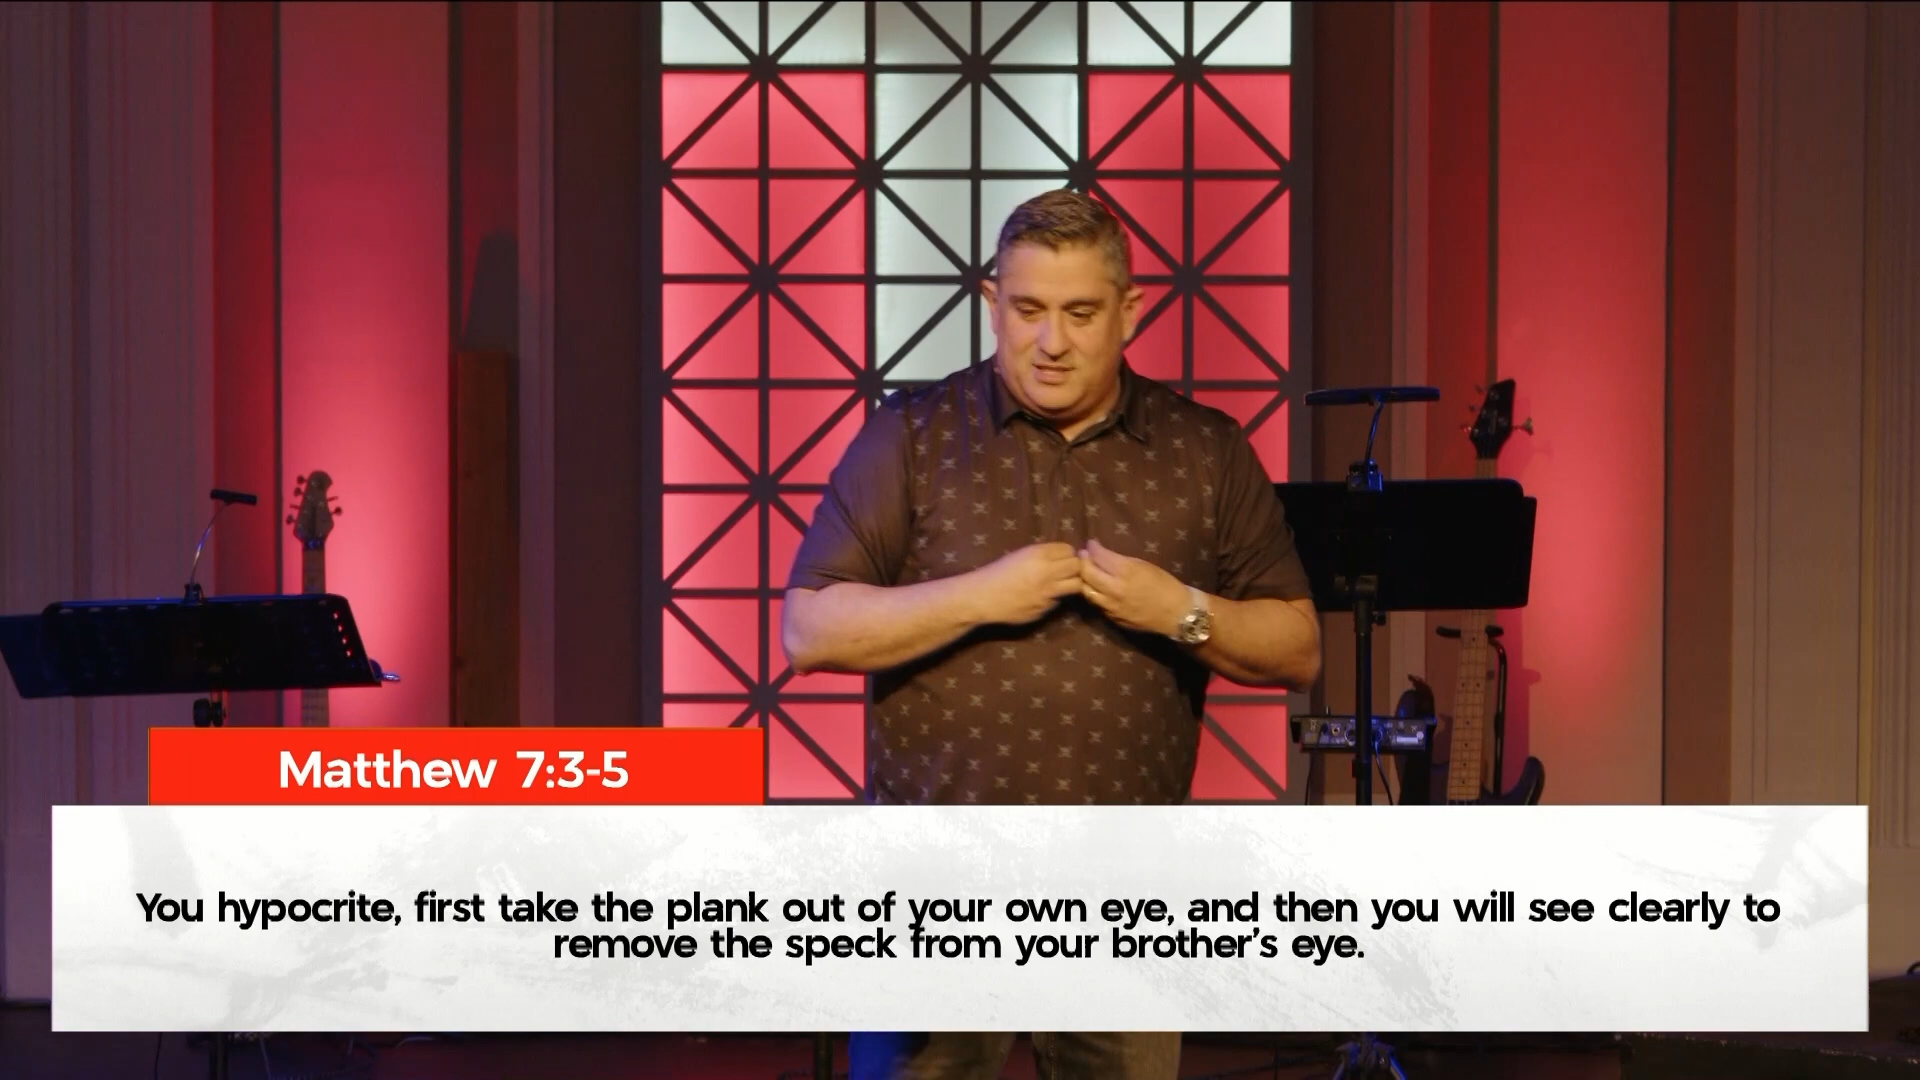 Matthew 7:3-5
You hypocrite, first take the plank out of your own eye, and then you will see clearly to
remove the speck from your brother's eye.